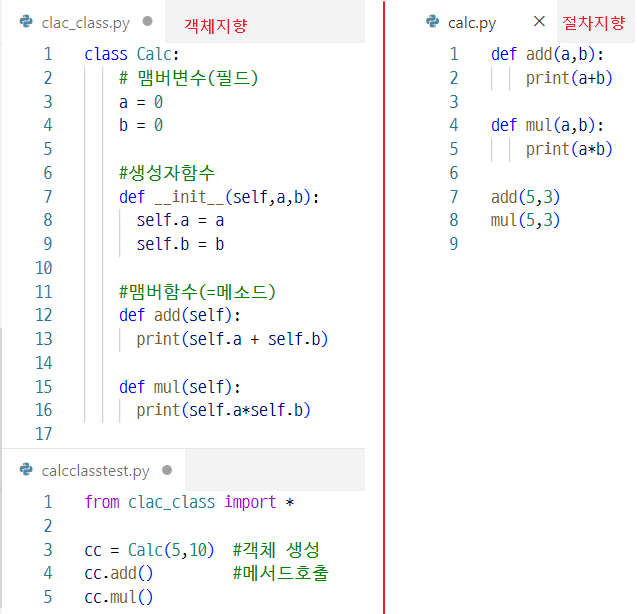 clac_class.py ● 객체지향
1 class Calc:
2 # 맴버변수(필드)
3 a = 0
4 b = 0
5
6 #생성자함수
7 def __init__(self,a,b):
8 self.a = a
9 self.b = b
10
11 #맴버함수(=메소드)
12 def add(self):
13 print(self.a + self.b)
14
15 def mul(self):
16 print(self.a*self.b)
17
calcclasstest.py ●
1 from clac_class import *
2
3 cc = Calc(5,10) #객체 생성
4 cc.add() #메서드호출
5 cc.mul()
calc.py × 절차지향
1 def add(a,b):
2 print(a+b)
3
4 def mul(a,b):
5 print(a*b)
6
7 add(5,3)
8 mul(5,3)
9